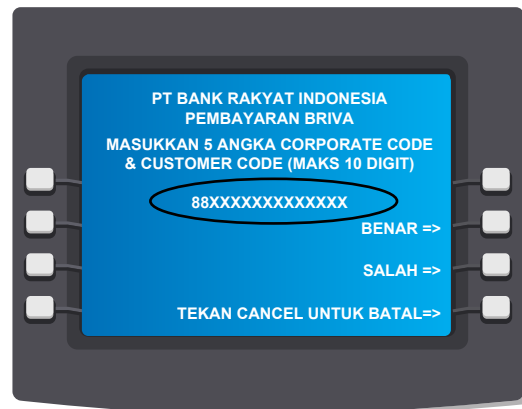 PT BANK RAKYAT INDONESIA
PEMBAYARAN BRIVA
MASUKKAN 5 ANGKA CORPORATE CODE
& CUSTOMER CODE (MAKS 10 DIGIT)
88XXXXXXXXXXXXX
BENAR =>
SALAH =>
TEKAN CANCEL UNTUK BATAL=>